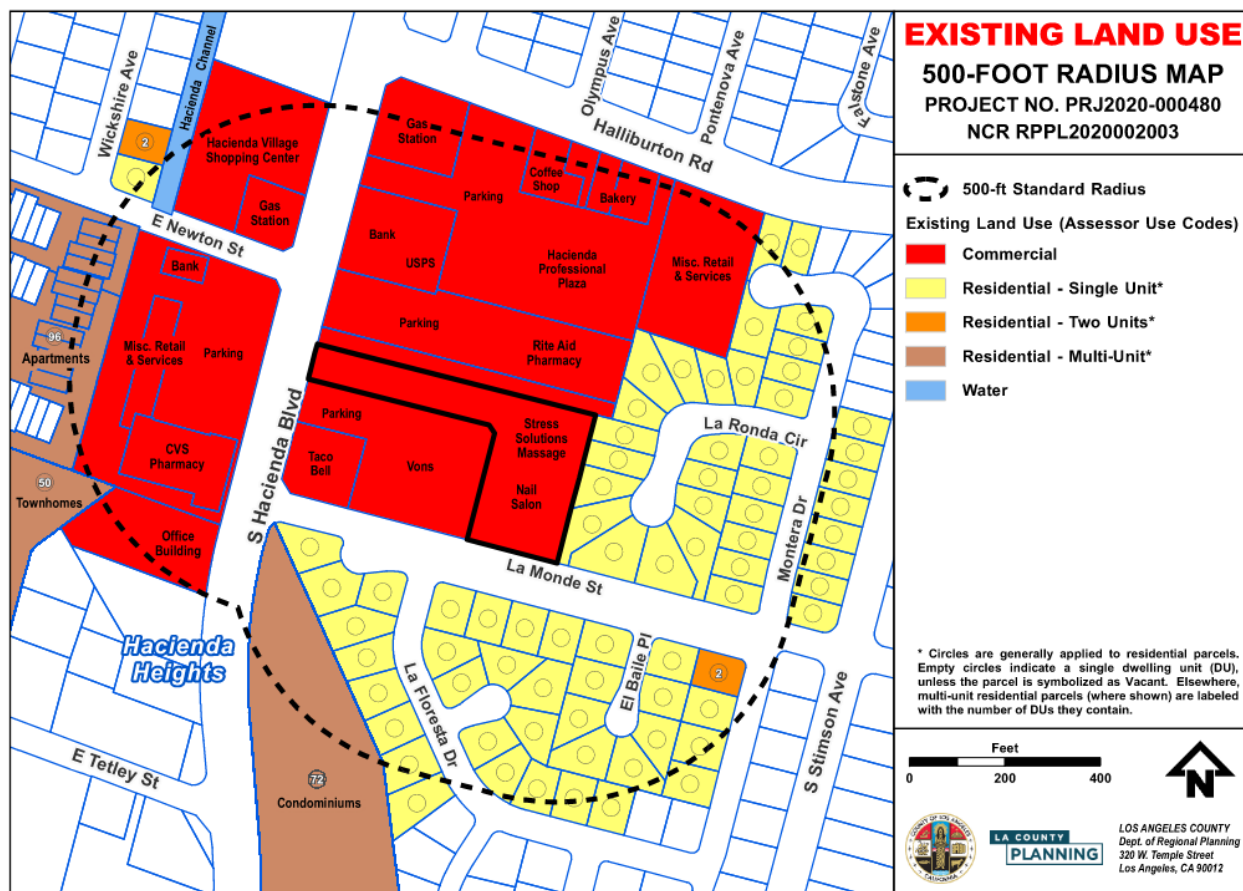 EXISTING LAND USE
500-FOOT RADIUS MAP
PROJECT NO. PRJ2020-000480
NCR RPPL2020002003
500-ft Standard Radius
Existing Land Use (Assessor Use Codes)
Commercial
Residential - Single Unit*
Residential - Two Units*
Residential - Multi-Unit*
Water
* Circles are generally applied to residential parcels.
Empty circles indicate a single dwelling unit (DU),
unless the parcel is symbolized as Vacant. Elsewhere,
multi-unit residential parcels (where shown) are labeled
with the number of DUs they contain.
Feet
0
200
400
N
COUNTY OF LOS ANGELES
CALIFORNIA
LA COUNTY
PLANNING
LOS ANGELES COUNTY
Dept. of Regional Planning
320 W. Temple Street
Los Angeles, CA 90012
Wickshire Ave
Hacienda Channel
Olympus Ave
Pontenova Ave
Falstone Ave
Halliburton Rd
2
Hacienda Village
Shopping Center
Gas
Station
Gas
Station
Coffee
Shop
Bakery
Parking
E Newton St
Bank
USPS
Hacienda
Professional
Plaza
Misc. Retail
& Services
Bank
Parking
Rite Aid
Pharmacy
96
Apartments
Misc. Retail
& Services
Parking
S Hacienda Blvd
Parking
Stress
Solutions
Massage
La Ronda Cir
CVS
Pharmacy
Taco
Bell
Vons
Nail
Salon
50
Townhomes
Office
Building
La Monde St
Montera Dr
Hacienda
Heights
El Baile Pl
2
La Floresta Dr
S Stimson Ave
E Tetley St
72
Condominiums